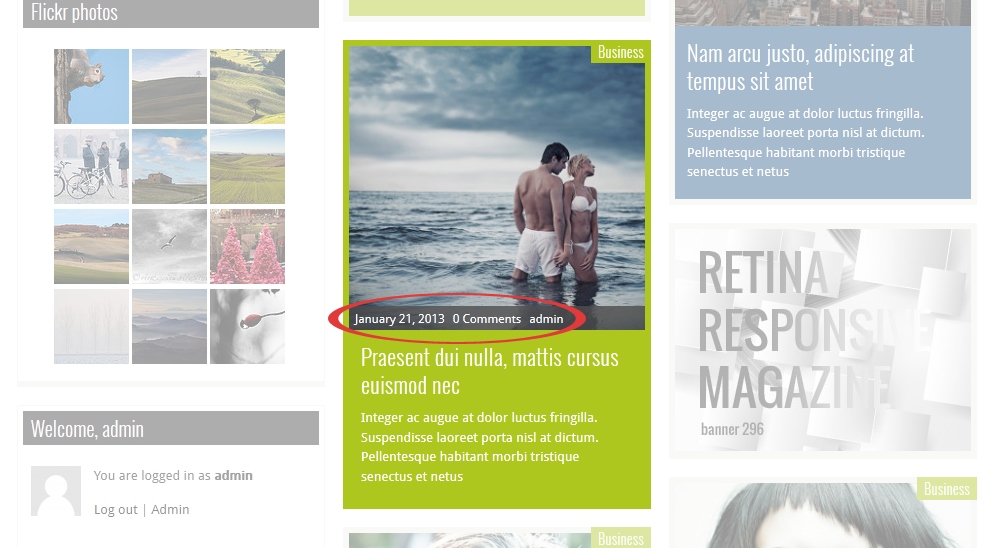 Flickr photos
Welcome, admin
You are logged in as admin
Log out | Admin
Business
January 21, 2013 0 Comments admin
Praesent dui nulla, mattis cursus
euismod nec
Integer ac augue at dolor luctus fringilla.
Suspendisse laoreet porta nisl at dictum.
Pellentesque habitant morbi tristique
senectus et netus
Business
Nam arcu justo, adipiscing at
tempus sit amet
Integer ac augue at dolor luctus fringilla.
Suspendisse laoreet porta nisl at dictum.
Pellentesque habitant morbi tristique
senectus et netus
RETINA
RESPONSIVE
MAGAZINE
banner 296
Business